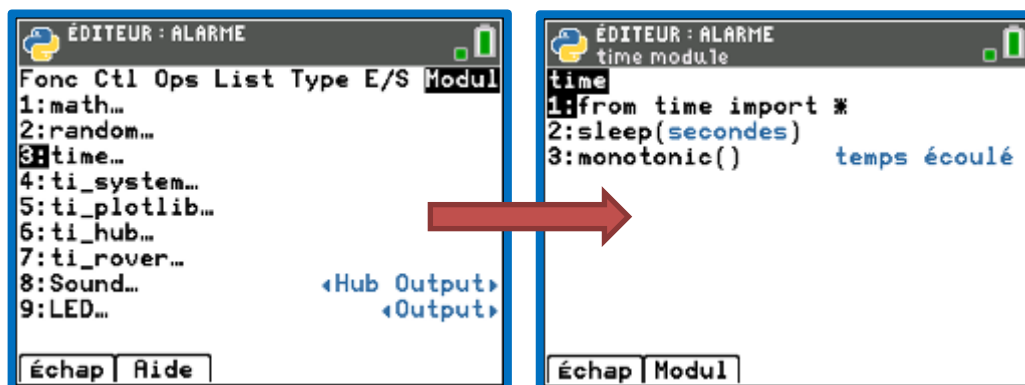 ÉDITEUR : ALARME
Fonc Ctl Ops List Type E/S Modul
1:math…
2:random…
3:time…
4:ti_system…
5:ti_plotlib…
6:ti_hub…
7:ti_rover…
8:Sound… ◂Hub Output▸
9:LED… ◂Output▸
Échap Aide
ÉDITEUR : ALARME
time module
time
1:from time import *
2:sleep(secondes)
3:monotonic() temps écoulé
Échap Modul